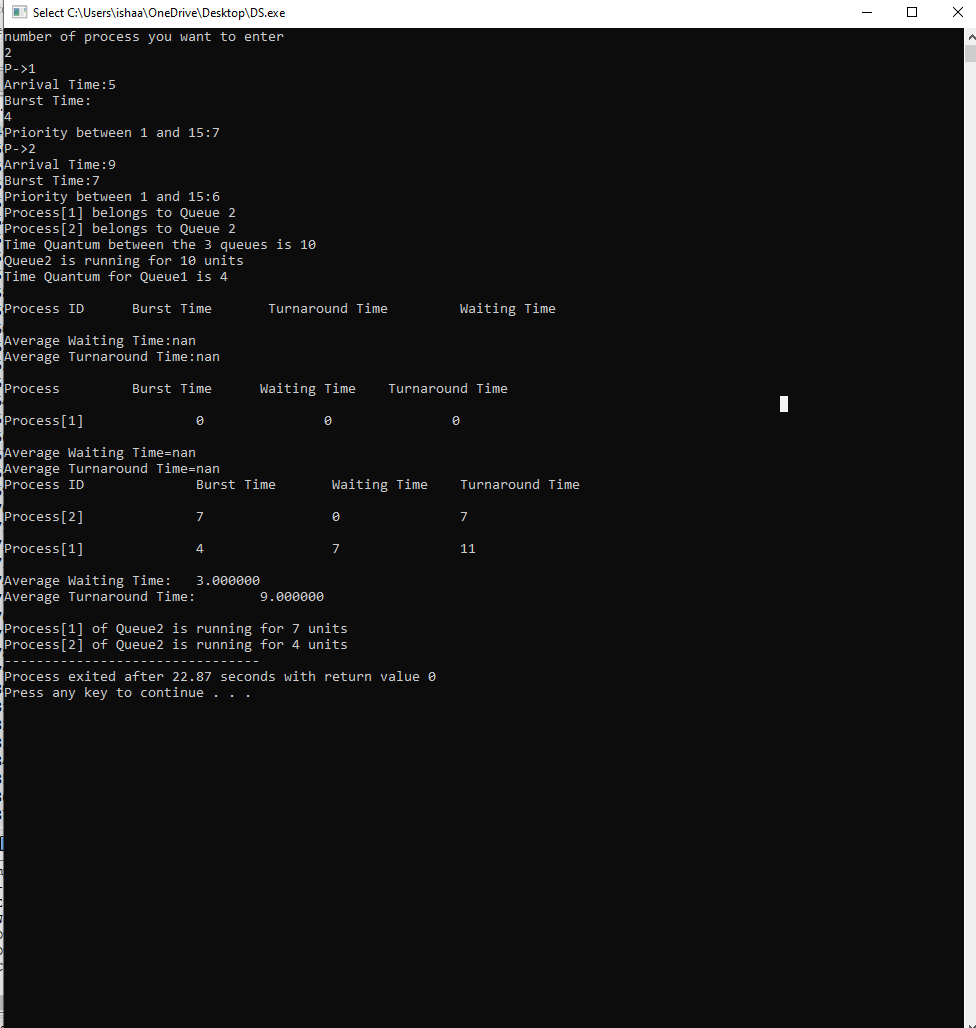 Select C:\Users\ishaa\OneDrive\Desktop\DS.exe
number of process you want to enter
2
P->1
Arrival Time:5
Burst Time:
4
Priority between 1 and 15:7
P->2
Arrival Time:9
Burst Time:7
Priority between 1 and 15:6
Process[1] belongs to Queue 2
Process[2] belongs to Queue 2
Time Quantum between the 3 queues is 10
Queue2 is running for 10 units
Time Quantum for Queue1 is 4
Process ID Burst Time Turnaround Time Waiting Time
Average Waiting Time:nan
Average Turnaround Time:nan
Process Burst Time Waiting Time Turnaround Time
Process[1] 0 0 0
Average Waiting Time=nan
Average Turnaround Time=nan
Process ID Burst Time Waiting Time Turnaround Time
Process[2] 7 0 7
Process[1] 4 7 11
Average Waiting Time: 3.000000
Average Turnaround Time: 9.000000
Process[1] of Queue2 is running for 7 units
Process[2] of Queue2 is running for 4 units
--------------------------------
Process exited after 22.87 seconds with return value 0
Press any key to continue . . .